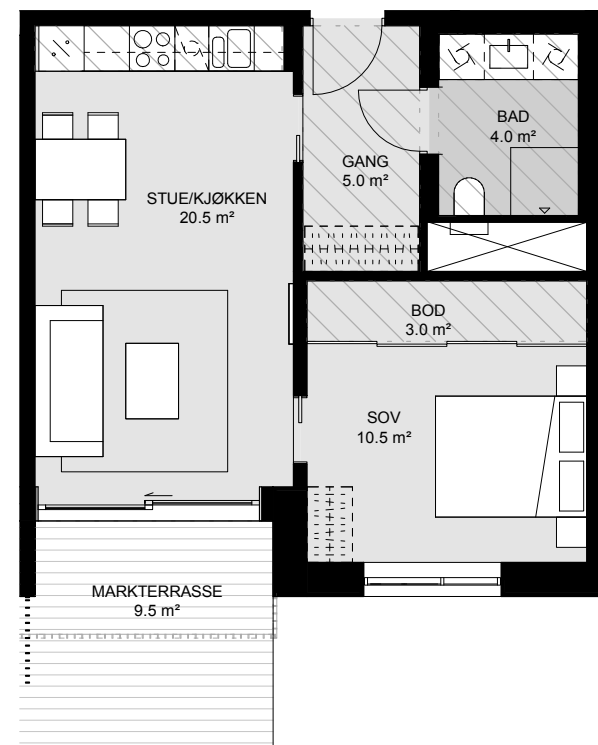 BAD
4.0 m²
GANG
5.0 m²
STUE/KJØKKEN
20.5 m²
BOD
3.0 m²
SOV
10.5 m²
MARKTERRASSE
9.5 m²